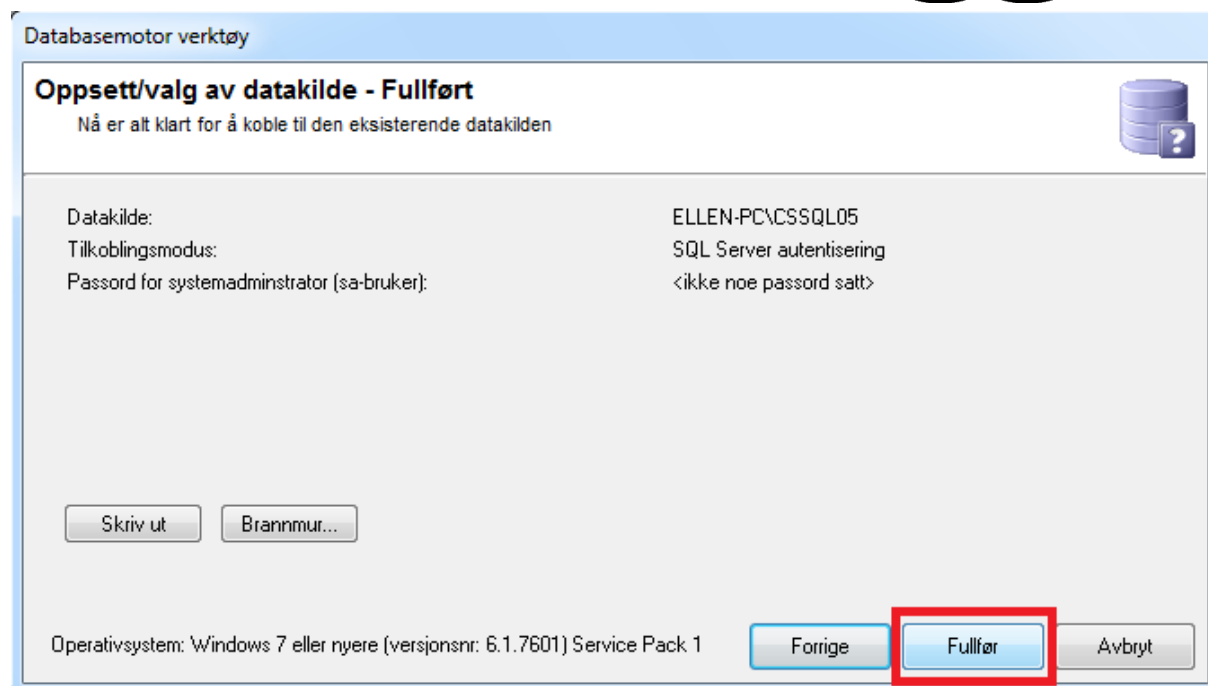 Databasemotor verktøy
Oppsett/valg av datakilde - Fullført
Nå er alt klart for å koble til den eksisterende datakilden
Datakilde: ELLEN-PC\CSSQL05
Tilkoblingsmodus: SQL Server autentisering
Passord for systemadminstrator (sa-bruker): <ikke noe passord satt>
Skriv ut Brannmur...
Operativsystem: Windows 7 eller nyere (versjonsnr: 6.1.7601) Service Pack 1 Forrige Fullfør Avbryt